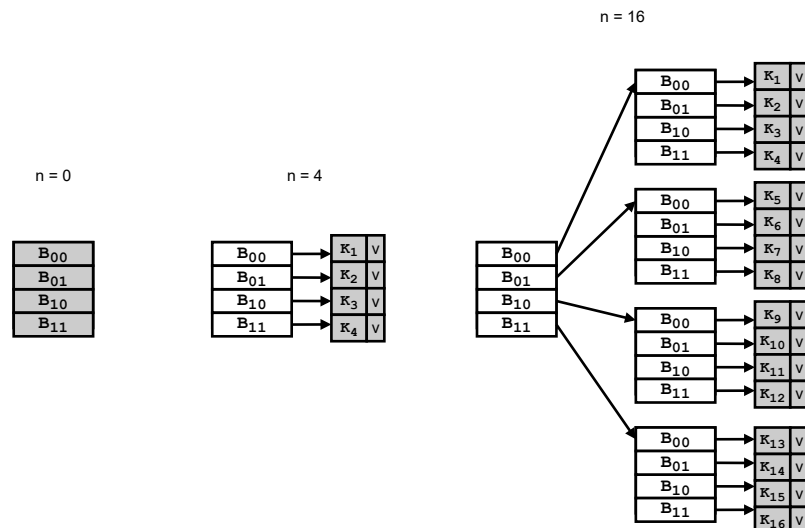 n = 16
n = 0
n = 4
B00
B01
B10
B11
B00
B01
B10
B11
K1 V
K2 V
K3 V
K4 V
B00
B01
B10
B11
B00 K1 V
B01 K2 V
B10 K3 V
B11 K4 V
B00 K5 V
B01 K6 V
B10 K7 V
B11 K8 V
B00 K9 V
B01 K10 V
B10 K11 V
B11 K12 V
B00 K13 V
B01 K14 V
B10 K15 V
B11 K16 V